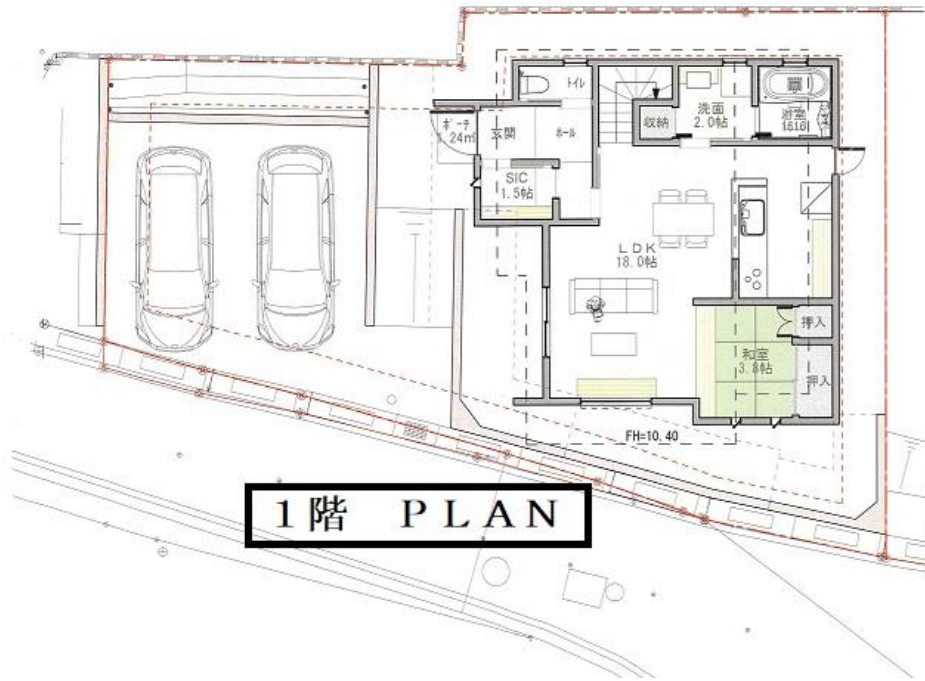 トイレ
ポーチ
1.24㎡
玄関
ホール
収納
洗面
2.0帖
浴室
1616
SIC
1.5帖
LDK
18.0帖
押入
和室
3.8帖
押入
FH=10,40
1階 PLAN